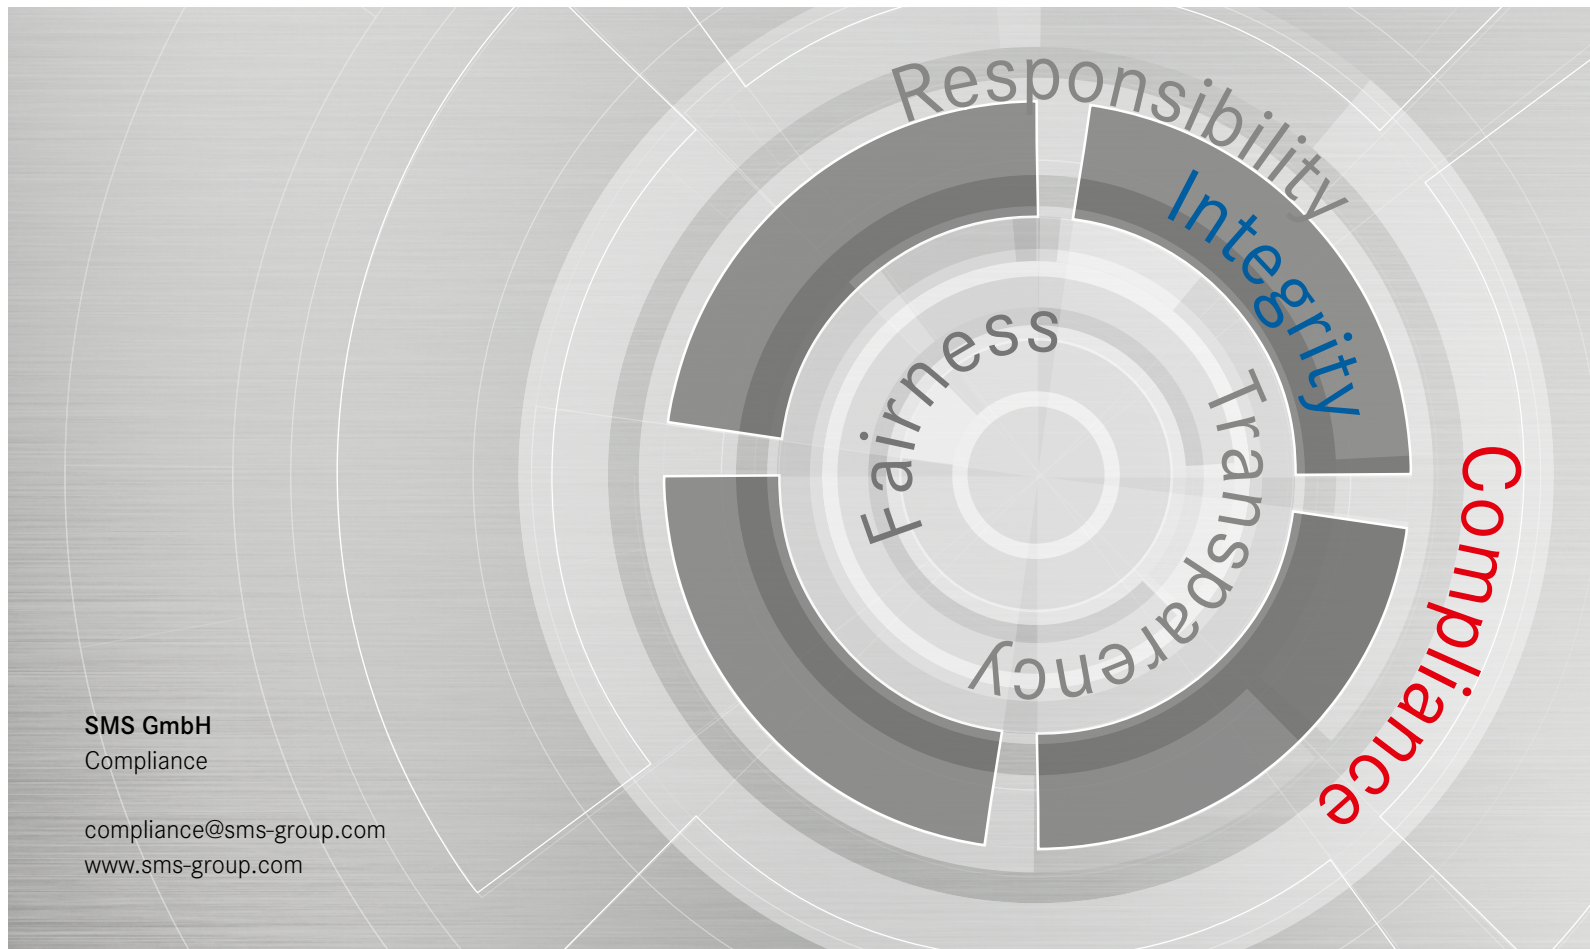 Responsibility
Integrity
Fairness
Transparency
Compliance
SMS GmbH
Compliance
compliance@sms-group.com
www.sms-group.com